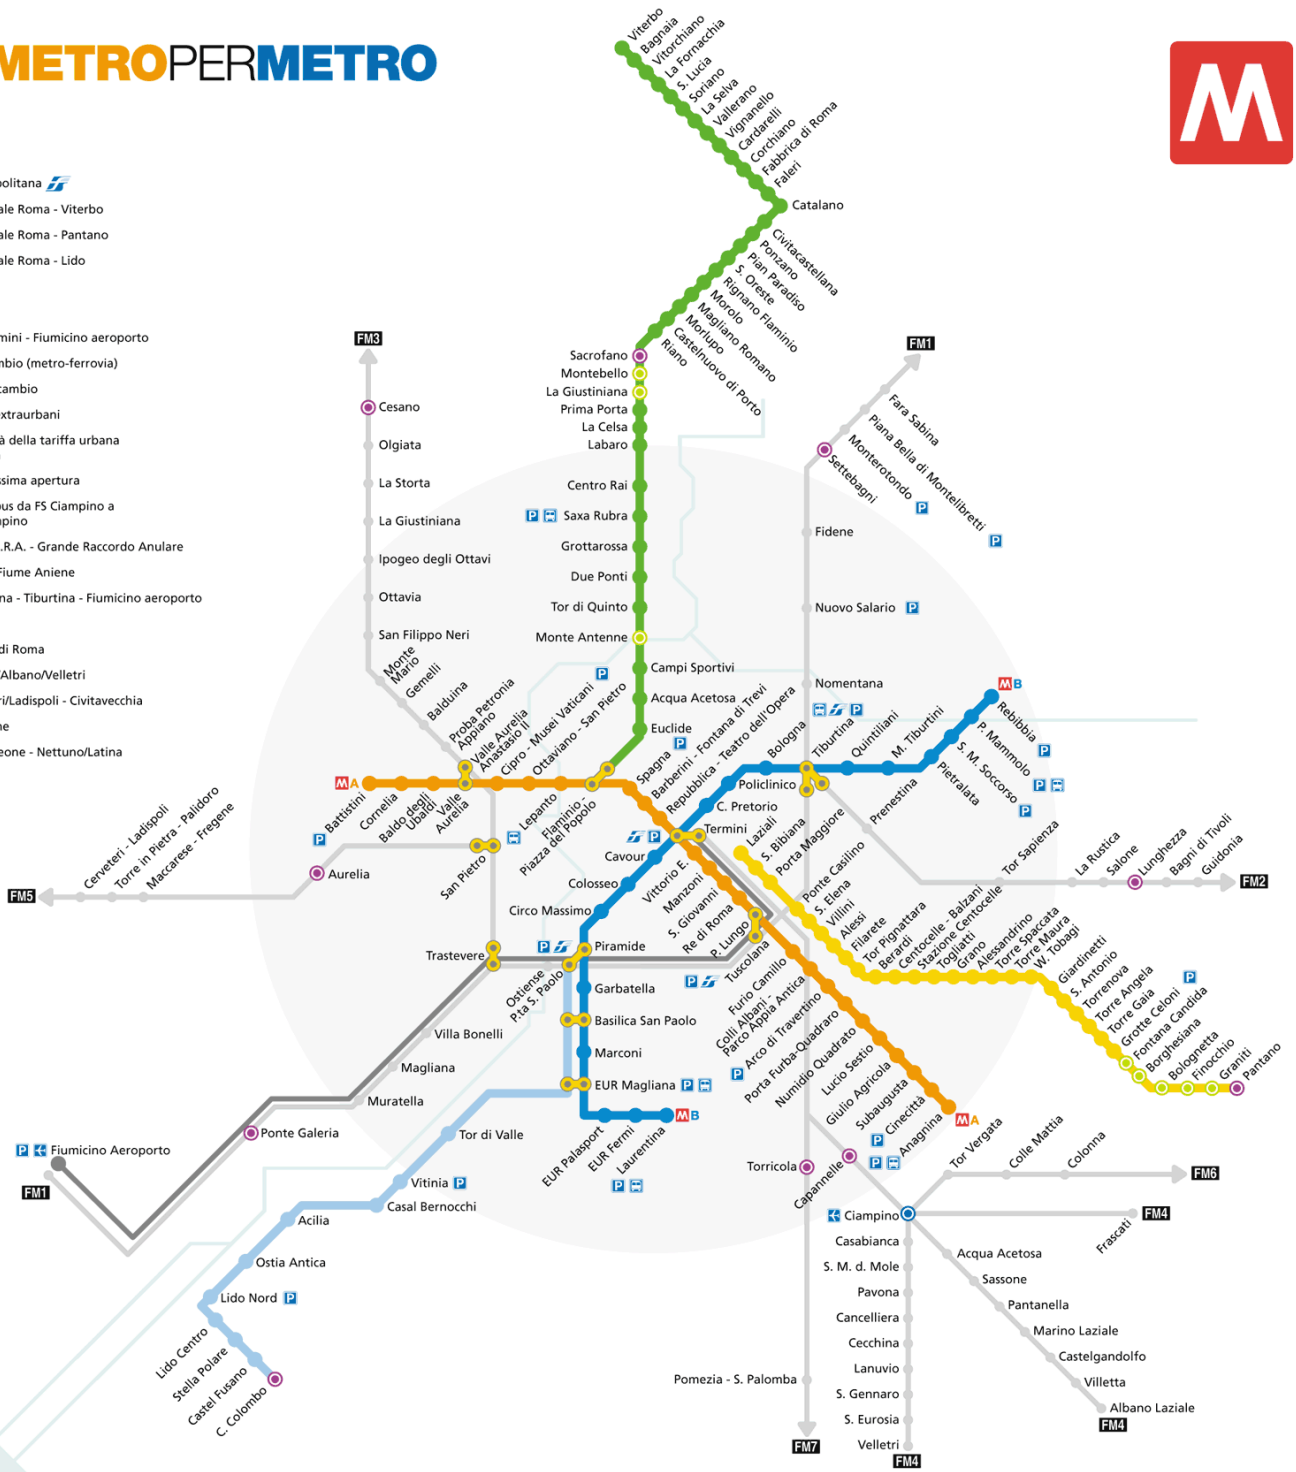 METROPERMETRO
M
politana
ale Roma - Viterbo
ale Roma - Pantano
ale Roma - Lido
mini - Fiumicino aeroporto
mbio (metro-ferrovia)
cambio
extraurbani
à della tariffa urbana
ssima apertura
ous da FS Ciampino a
mpino
.R.A. - Grande Raccordo Anulare
Fiume Aniene
na - Tiburtina - Fiumicino aeroporto
di Roma
/Albano/Velletri
ri/Ladispoli - Civitavecchia
ne
eone - Nettuno/Latina
Viterbo
Bagnaia
Vitorchiano
La Fornacchia
S. Lucia
Soriano
La Selva
Vallerano
Vignanello
Cardarelli
Corchiano
Fabbrica di Roma
Faleri
Catalano
Civitacastellana
Ponzano
Pian Paradiso
S. Oreste
Rignano Flaminio
Morolo
Magliano Romano
Morlupo
Castelnuovo di Porto
Riano
Sacrofano
Montebello
La Giustiniana
Prima Porta
La Celsa
Labaro
Centro Rai
P
Saxa Rubra
Grottarossa
Due Ponti
Tor di Quinto
Monte Antenne
Campi Sportivi
Acqua Acetosa
Euclide
FM3
Cesano
Olgiata
La Storta
La Giustiniana
Ipogeo degli Ottavi
Ottavia
San Filippo Neri
Monte
Mario
Gemelli
Balduina
Proba Petronia
Appiano
Valle Aurelia
Anastasio II
Cipro - Musei Vaticani
P
Ottaviano - San Pietro
FM1
Fara Sabina
Piana Bella di Montelibretti
P
Monterotondo
P
Settebagni
Fidene
Nuovo Salario
P
Nomentana
M B
Rebibbia
P
P. Mammolo
P
S. M. Soccorso
P
Pietralata
M. Tiburtini
Quintiliani
P
Tiburtina
Bologna
Policlinico
C. Pretorio
Termini
P
Cavour
Colosseo
Circo Massimo
Piramide
P
Garbatella
Basilica San Paolo
Marconi
EUR Magliana
P
EUR Palasport
EUR Fermi
Laurentina
P
M B
M A
Battistini
P
Cornelia
Baldo degli
Ubaldi
Valle
Aurelia
Lepanto
Flaminio -
Piazza del Popolo
Spagna
P
Barberini - Fontana di Trevi
Repubblica - Teatro dell'Opera
Vittorio E.
Manzoni
S. Giovanni
Re di Roma
P. Lungo
Tuscolana
P
Furio Camillo
Colli Albani -
Parco Appia Antica
Arco di Travertino
P
Porta Furba-Quadraro
Numidio Quadrato
Lucio Sestio
Giulio Agricola
Subaugusta
Cinecittà
P
Anagnina
P
M A
Laziali
S. Bibiana
Porta Maggiore
Ponte Casilino
S. Elena
Villini
Alessi
Filarete
Tor Pignattara
Berardi
Centocelle - Balzani
Stazione Centocelle
Togliatti
Grano
Alessandrino
Torre Spaccata
Torre Maura
W. Tobagi
Giardinetti
S. Antonio
Torrenova
Torre Angela
Torre Gaia
Grotte Celoni
P
Fontana Candida
Borghesiana
Bolognetta
Finocchio
Graniti
Pantano
Prenestina
Tor Sapienza
La Rustica
Salone
Lunghezza
Bagni di Tivoli
Guidonia
FM2
FM5
Cerveteri - Ladispoli
Torre in Pietra - Palidoro
Maccarese - Fregene
Aurelia
San Pietro
Trastevere
Ostiense
P.ta S. Paolo
Villa Bonelli
Magliana
Muratella
Ponte Galeria
P
Fiumicino Aeroporto
FM1
Tor di Valle
Vitinia
P
Casal Bernocchi
Acilia
Ostia Antica
Lido Nord
P
Lido Centro
Stella Polare
Castel Fusano
C. Colombo
Torricola
Capannelle
Pomezia - S. Palomba
FM7
Ciampino
Tor Vergata
Colle Mattia
Colonna
FM6
Frascati
FM4
Casabianca
S. M. d. Mole
Pavona
Cancelliera
Cecchina
Lanuvio
S. Gennaro
S. Eurosia
Velletri
FM4
Acqua Acetosa
Sassone
Pantanella
Marino Laziale
Castelgandolfo
Villetta
Albano Laziale
FM4